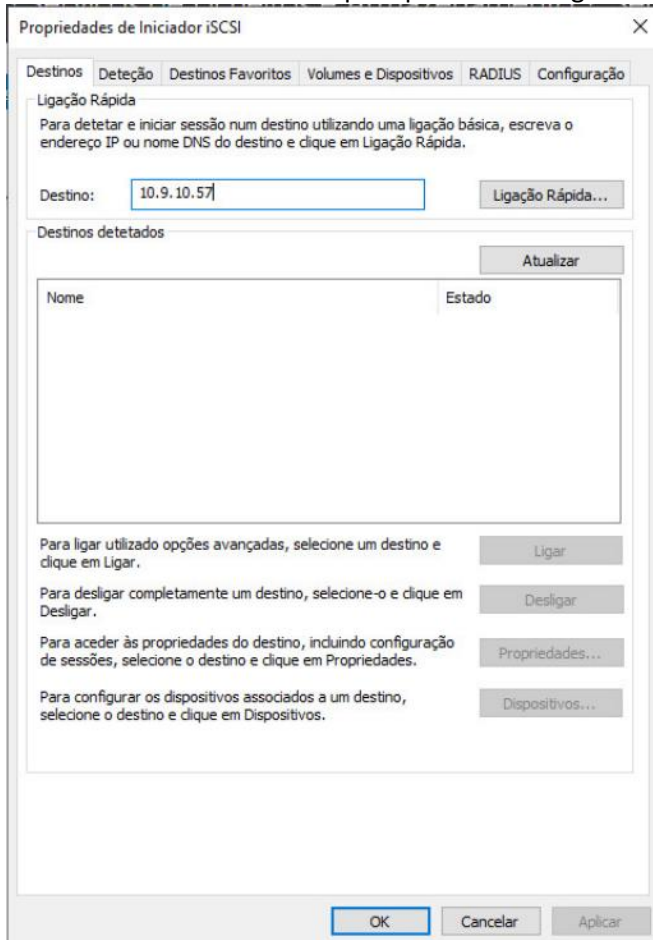 Propriedades de Iniciador iSCSI
Destinos Deteção Destinos Favoritos Volumes e Dispositivos RADIUS Configuração
Ligação Rápida
Para detetar e iniciar sessão num destino utilizando uma ligação básica, escreva o
endereço IP ou nome DNS do destino e clique em Ligação Rápida.
Destino: 10.9.10.57 Ligação Rápida...
Destinos detetados
Atualizar
Nome Estado
Para ligar utilizado opções avançadas, selecione um destino e
clique em Ligar.
Ligar
Para desligar completamente um destino, selecione-o e clique em
Desligar.
Desligar
Para aceder às propriedades do destino, incluindo configuração
de sessões, selecione o destino e clique em Propriedades.
Propriedades...
Para configurar os dispositivos associados a um destino,
selecione o destino e clique em Dispositivos.
Dispositivos...
OK Cancelar Aplicar